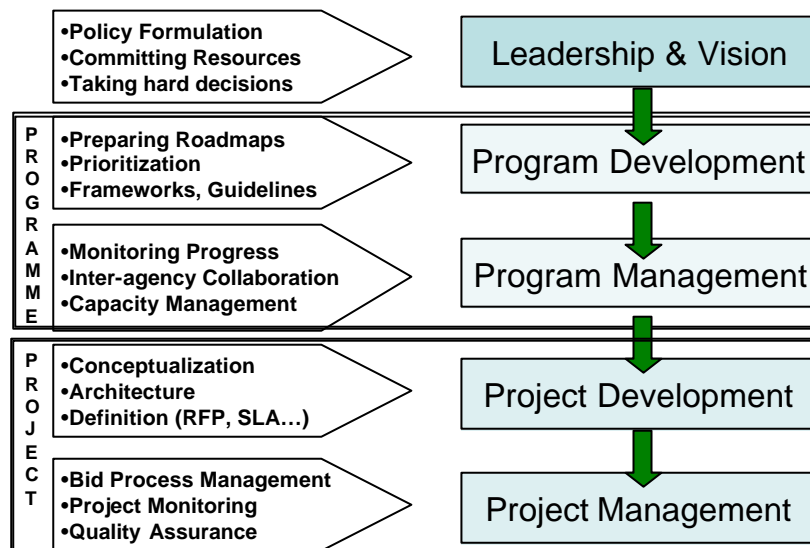 •Policy Formulation
•Committing Resources
•Taking hard decisions
Leadership & Vision
PROGRAMME
•Preparing Roadmaps
•Prioritization
•Frameworks, Guidelines
Program Development
•Monitoring Progress
•Inter-agency Collaboration
•Capacity Management
Program Management
PROJECT
•Conceptualization
•Architecture
•Definition (RFP, SLA…)
Project Development
•Bid Process Management
•Project Monitoring
•Quality Assurance
Project Management